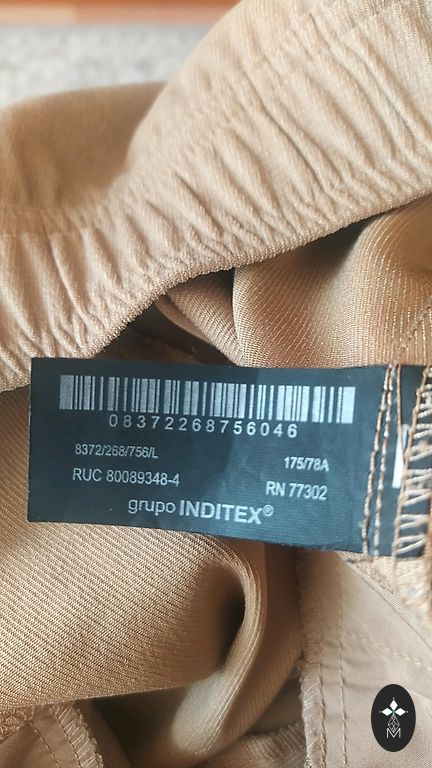 08372268756046
8372/268/756/L
175/78A
RUC 80089348-4
RN 77302
grupo INDITEX®